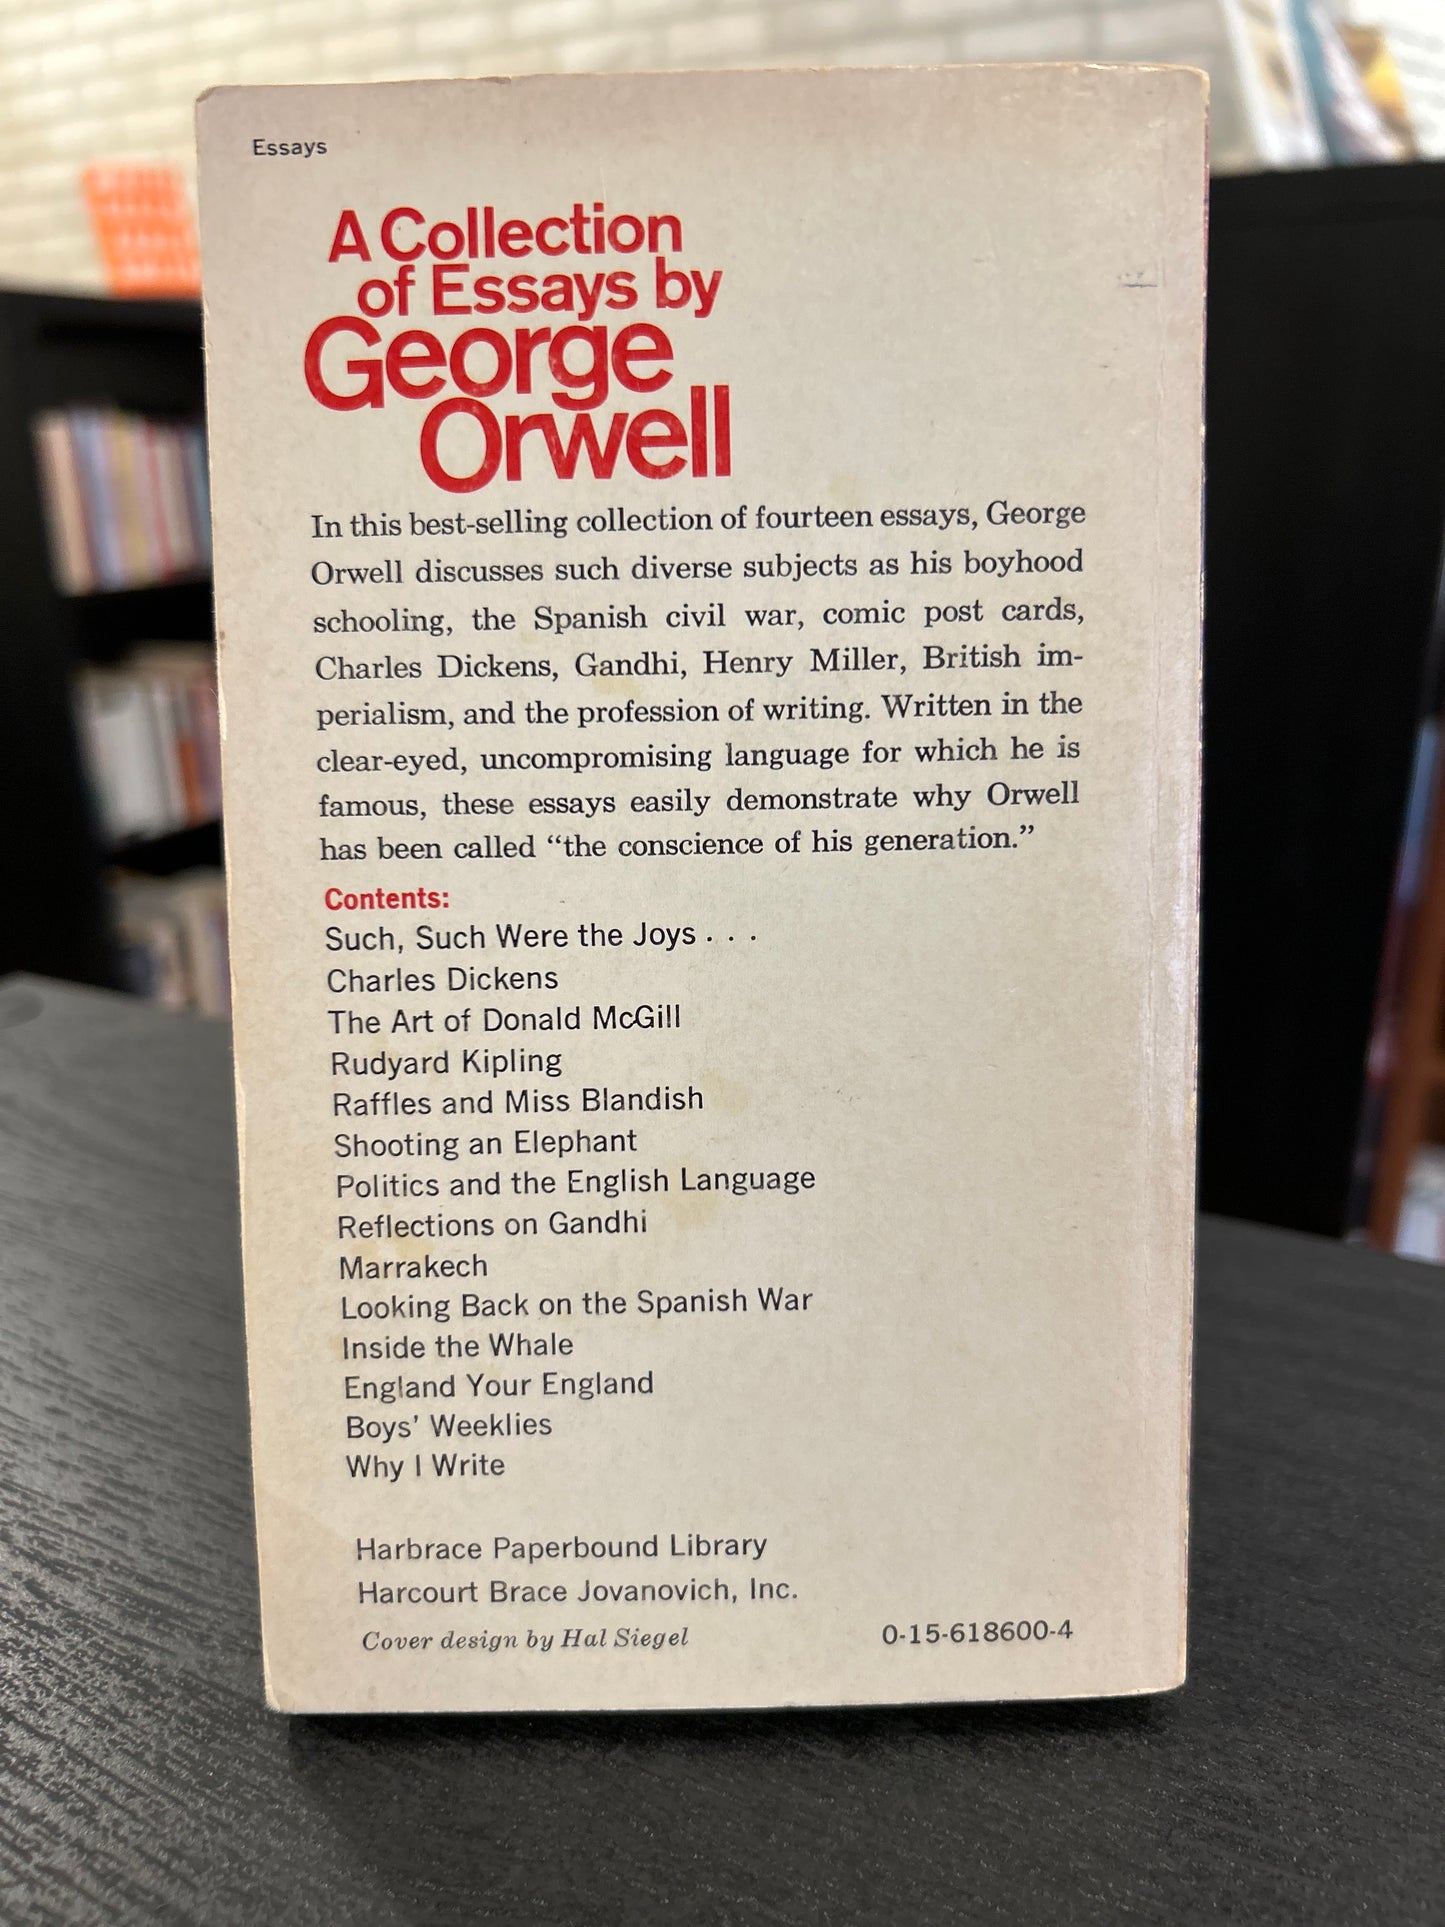 Essays
A Collection
of Essays by
George
Orwell
In this best-selling collection of fourteen essays, George
Orwell discusses such diverse subjects as his boyhood
schooling, the Spanish civil war, comic post cards,
Charles Dickens, Gandhi, Henry Miller, British im-
perialism, and the profession of writing. Written in the
clear-eyed, uncompromising language for which he is
famous, these essays easily demonstrate why Orwell
has been called “the conscience of his generation.”
Contents:
Such, Such Were the Joys . . .
Charles Dickens
The Art of Donald McGill
Rudyard Kipling
Raffles and Miss Blandish
Shooting an Elephant
Politics and the English Language
Reflections on Gandhi
Marrakech
Looking Back on the Spanish War
Inside the Whale
England Your England
Boys’ Weeklies
Why I Write
Harbrace Paperbound Library
Harcourt Brace Jovanovich, Inc.
Cover design by Hal Siegel
0-15-618600-4